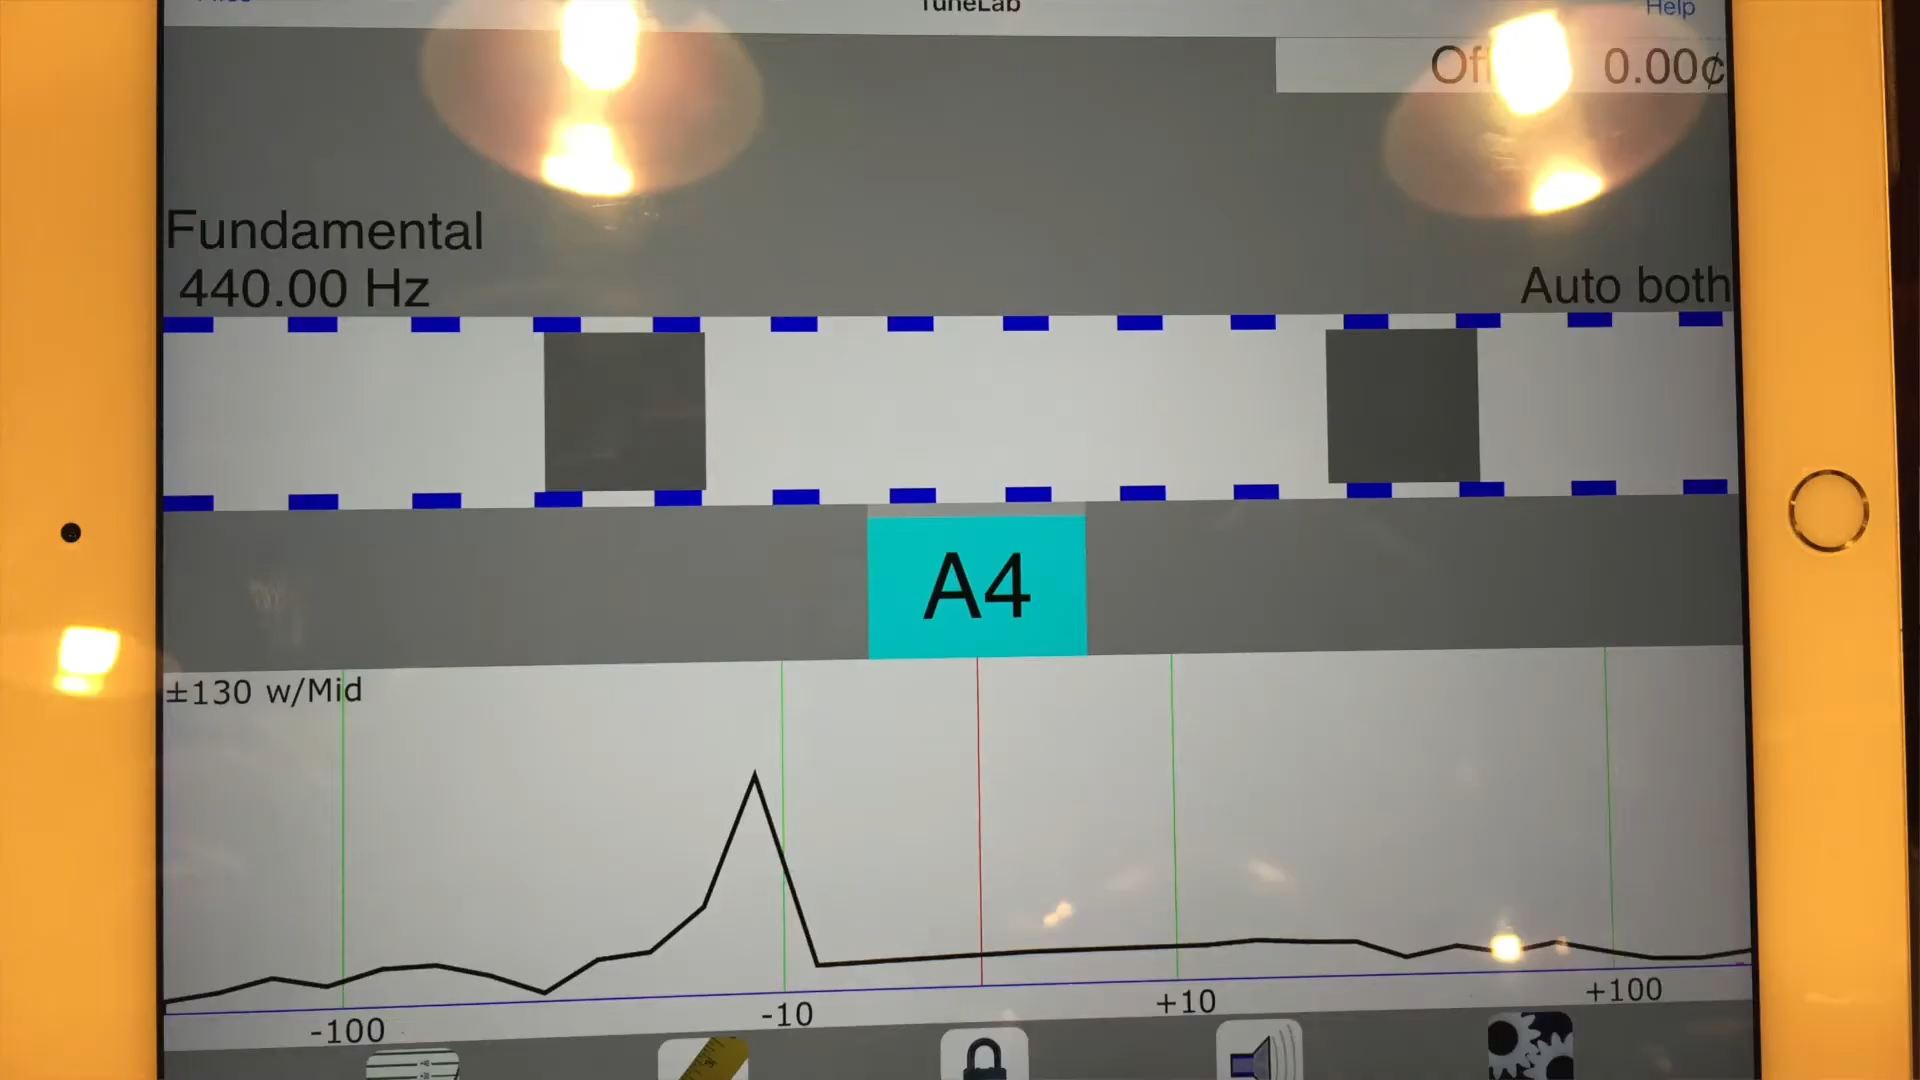 TuneLab
Help
0.00¢
Fundamental
440.00 Hz
Auto both
A4
±130 w/Mid
-100
-10
+10
+100